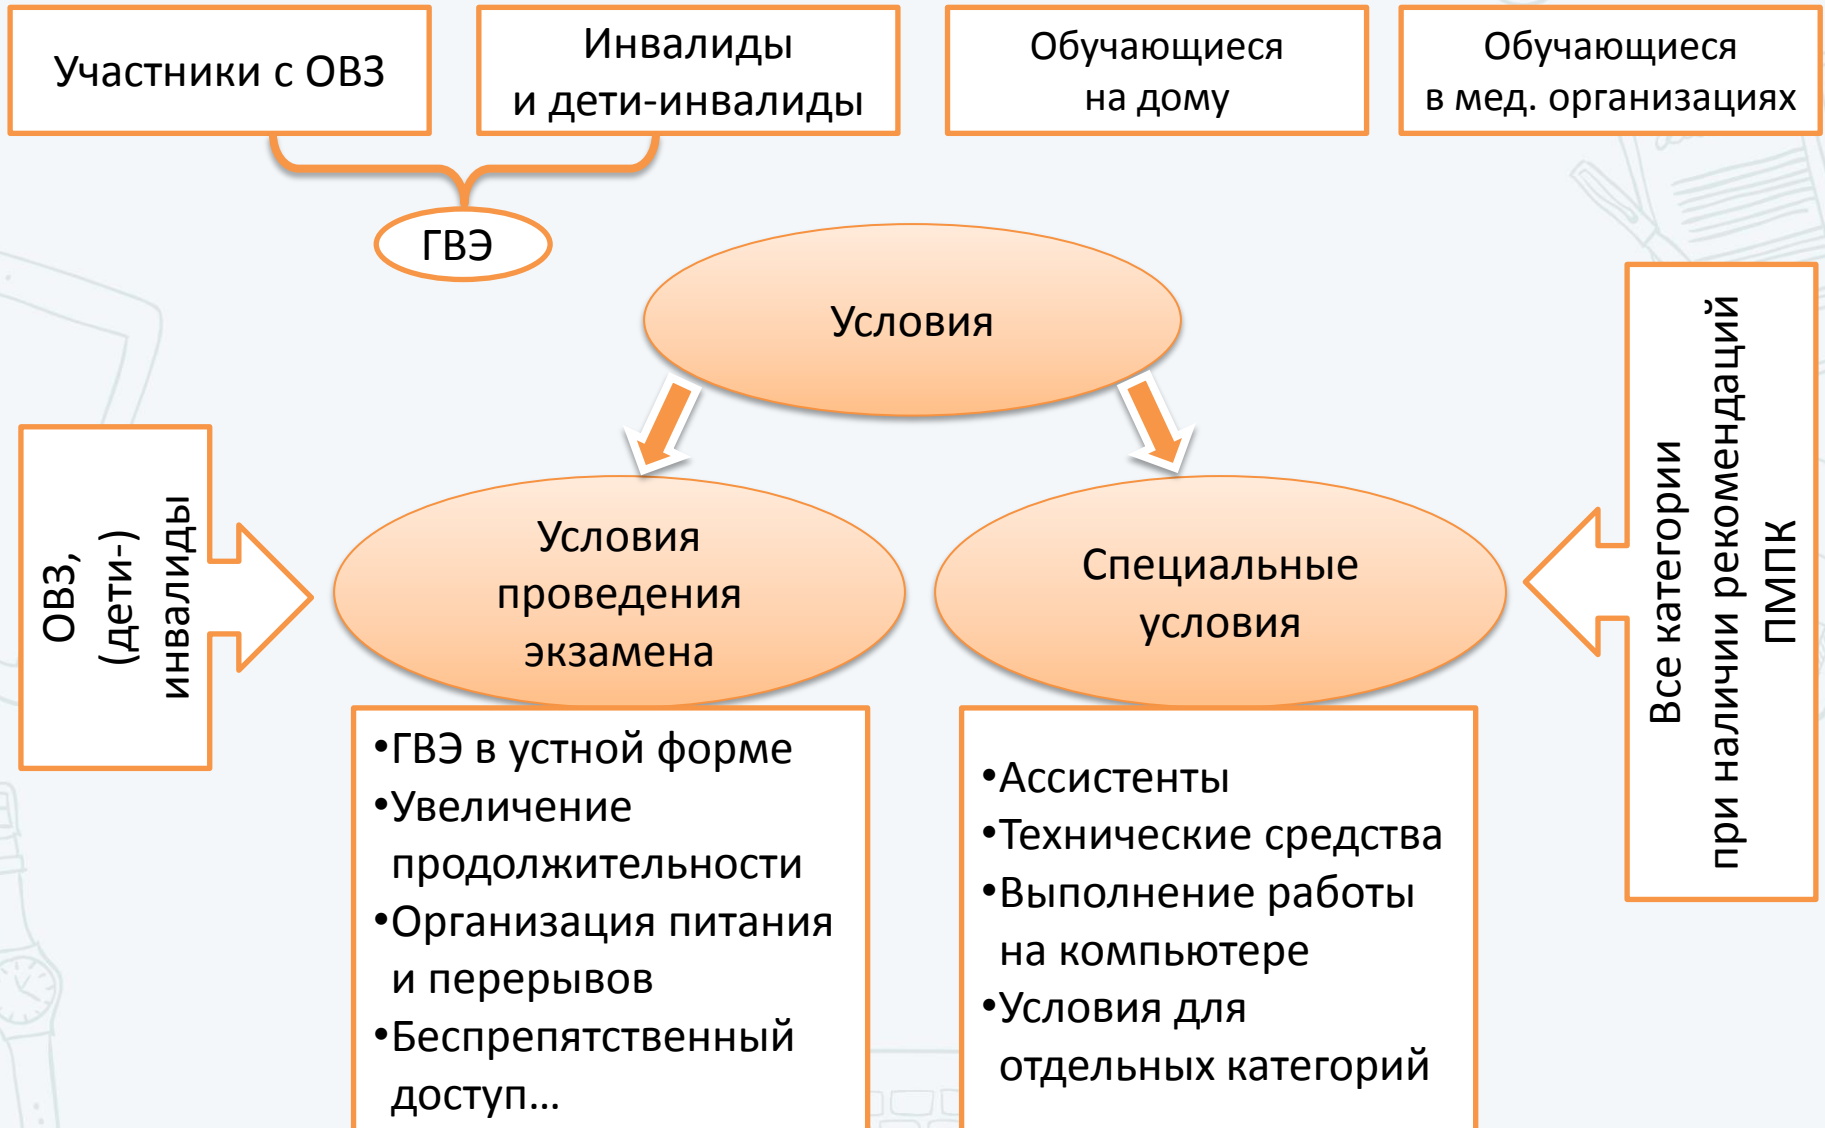 Участники с ОВЗ
Инвалиды
и дети-инвалиды
Обучающиеся
на дому
Обучающиеся
в мед. организациях
ГВЭ
Условия
ОВЗ,
(дети-)
инвалиды
Условия
проведения
экзамена
Специальные
условия
Все категории
при наличии рекомендаций
ПМПК
•ГВЭ в устной форме
•Увеличение
продолжительности
•Организация питания
и перерывов
•Беспрепятственный
доступ...
•Ассистенты
•Технические средства
•Выполнение работы
на компьютере
•Условия для
отдельных категорий